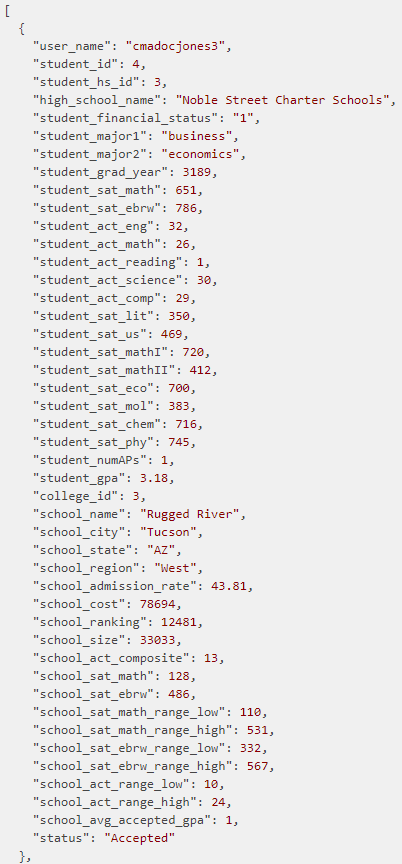 [
{
"user_name": "cmadocjones3",
"student_id": 4,
"student_hs_id": 3,
"high_school_name": "Noble Street Charter Schools",
"student_financial_status": "1",
"student_major1": "business",
"student_major2": "economics",
"student_grad_year": 3189,
"student_sat_math": 651,
"student_sat_ebrw": 786,
"student_act_eng": 32,
"student_act_math": 26,
"student_act_reading": 1,
"student_act_science": 30,
"student_act_comp": 29,
"student_sat_lit": 350,
"student_sat_us": 469,
"student_sat_mathI": 720,
"student_sat_mathII": 412,
"student_sat_eco": 700,
"student_sat_mol": 383,
"student_sat_chem": 716,
"student_sat_phy": 745,
"student_numAPs": 1,
"student_gpa": 3.18,
"college_id": 3,
"school_name": "Rugged River",
"school_city": "Tucson",
"school_state": "AZ",
"school_region": "West",
"school_admission_rate": 43.81,
"school_cost": 78694,
"school_ranking": 12481,
"school_size": 33033,
"school_act_composite": 13,
"school_sat_math": 128,
"school_sat_ebrw": 486,
"school_sat_math_range_low": 110,
"school_sat_math_range_high": 531,
"school_sat_ebrw_range_low": 332,
"school_sat_ebrw_range_high": 567,
"school_act_range_low": 10,
"school_act_range_high": 24,
"school_avg_accepted_gpa": 1,
"status": "Accepted"
},